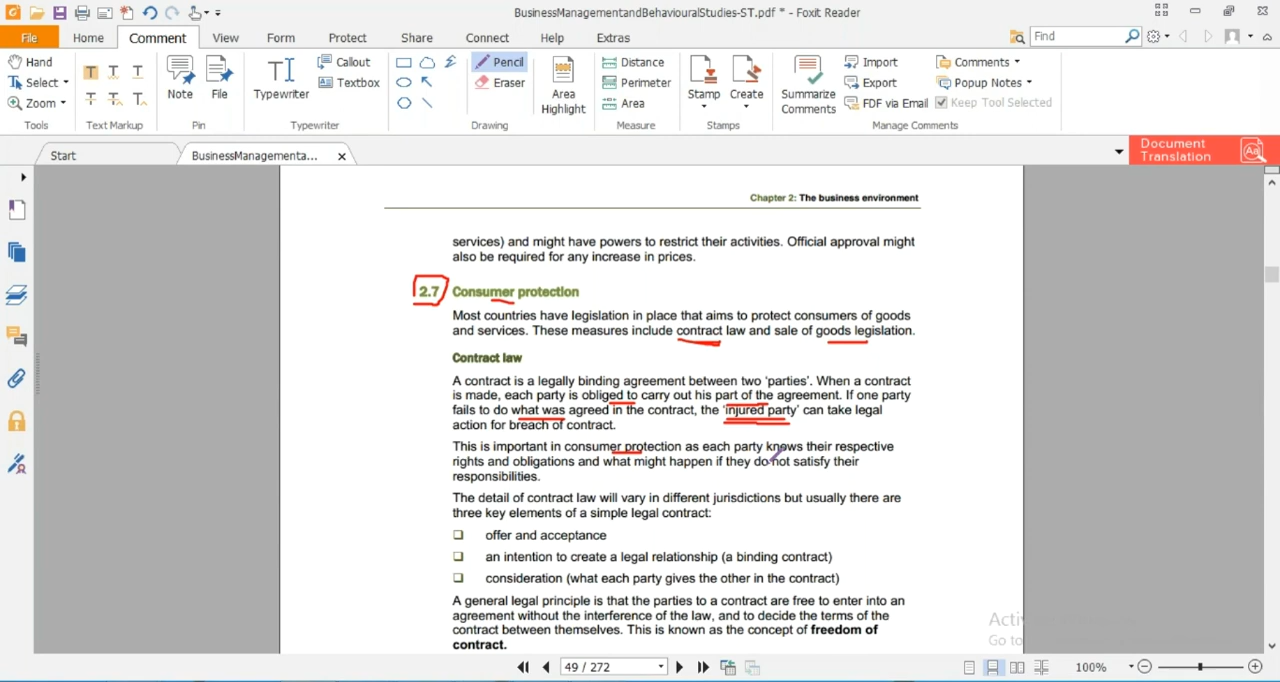 BusinessManagementandBehaviouralStudies-ST.pdf * - Foxit Reader
File Home Comment View Form Protect Share Connect Help Extras Find
Hand Callout Pencil Distance Import Comments
Select Textbox Eraser Perimeter Export Popup Notes
Zoom Note File Typewriter Area Highlight Area Stamp Create Summarize Comments FDF via Email Keep Tool Selected
Tools Text Markup Pin Typewriter Drawing Measure Stamps Manage Comments
Start BusinessManagementa... Document Translation
Chapter 2: The business environment
services) and might have powers to restrict their activities. Official approval might
also be required for any increase in prices.
2.7 Consumer protection
Most countries have legislation in place that aims to protect consumers of goods
and services. These measures include contract law and sale of goods legislation.
Contract law
A contract is a legally binding agreement between two ‘parties’. When a contract
is made, each party is obliged to carry out his part of the agreement. If one party
fails to do what was agreed in the contract, the ‘injured party’ can take legal
action for breach of contract.
This is important in consumer protection as each party knows their respective
rights and obligations and what might happen if they do not satisfy their
responsibilities.
The detail of contract law will vary in different jurisdictions but usually there are
three key elements of a simple legal contract:
offer and acceptance
an intention to create a legal relationship (a binding contract)
consideration (what each party gives the other in the contract)
A general legal principle is that the parties to a contract are free to enter into an
agreement without the interference of the law, and to decide the terms of the
contract between themselves. This is known as the concept of freedom of
contract.
49 / 272 100%